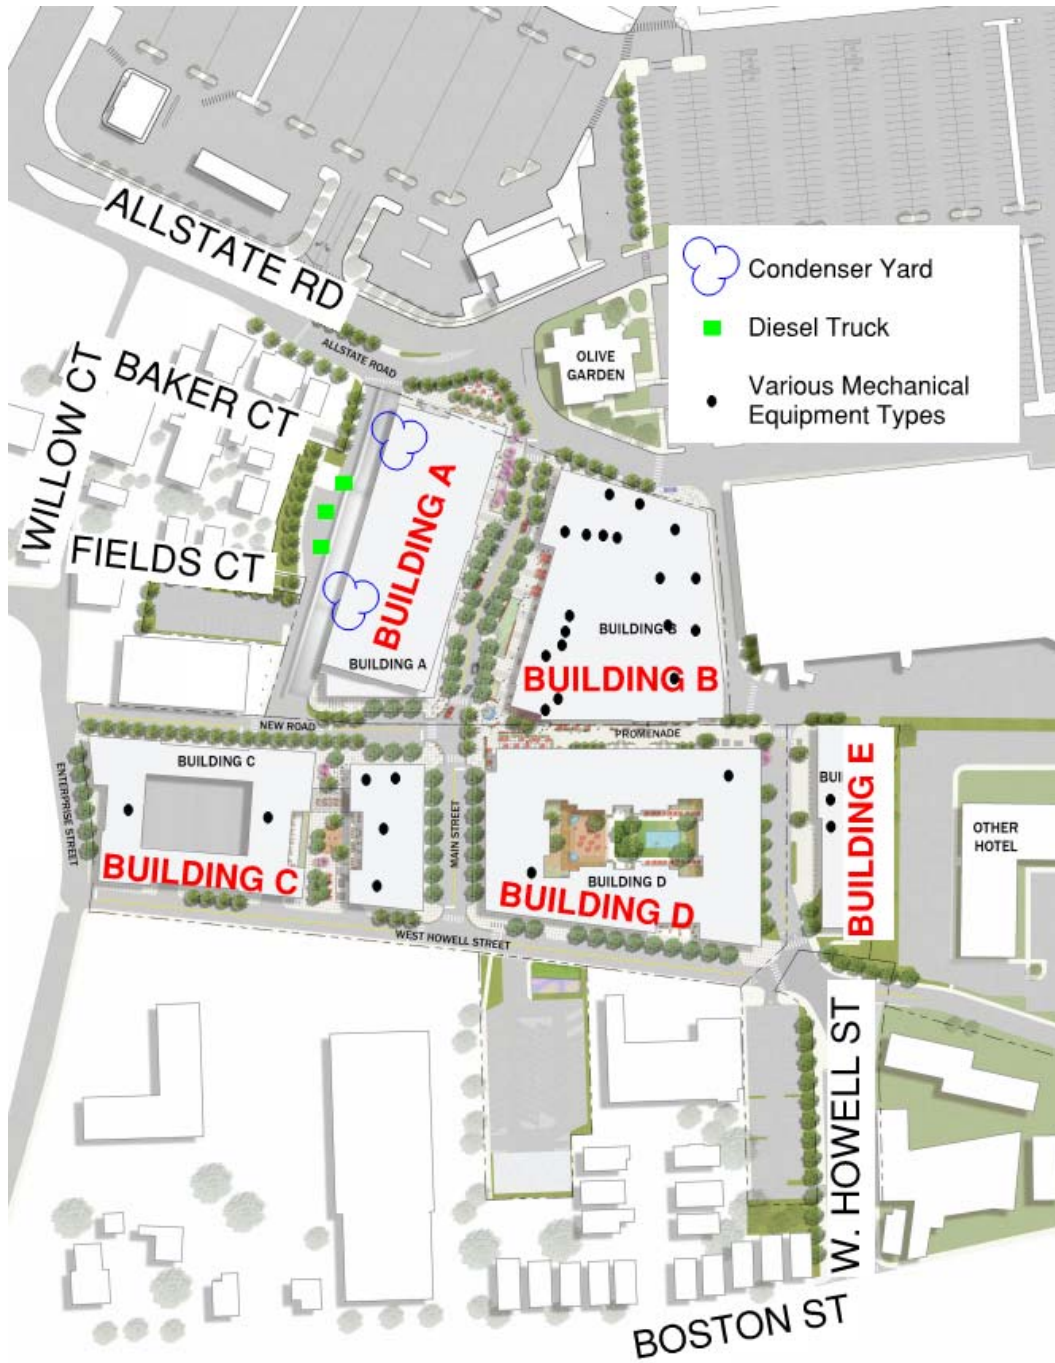 ALLSTATE RD
Condenser Yard
Diesel Truck
Various Mechanical
Equipment Types
ALLSTATE ROAD
OLIVE
GARDEN
WILLOW CT
BAKER CT
FIELDS CT
BUILDING A
BUILDING A
BUILDING B
BUILDING B
NEW ROAD
PROMENADE
ENTERPRISE STREET
BUILDING C
BUILDING C
MAIN STREET
BUILDING D
BUILDING D
BUI
BUILDING E
OTHER
HOTEL
WEST HOWELL STREET
W. HOWELL ST
BOSTON ST